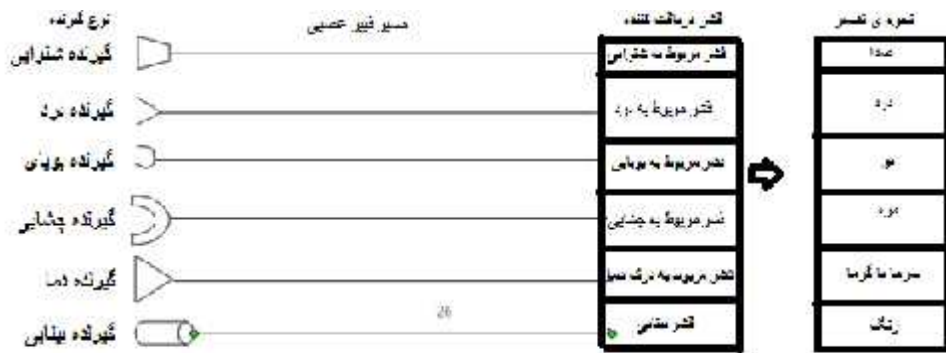 نوع گیرنده
مسیر فیبر عصبی
قشر دریافت کننده
نحوه ی تفسیر
گیرنده شنوایی
قشر مربوط به شنوایی
صدا
گیرنده درد
قشر مربوط به درد
درد
گیرنده بویایی
قشر مربوط به بویایی
بو
گیرنده چشایی
قشر مربوط به چشایی
مزه
گیرنده دما
قشر مربوط به درک دما
سرما یا گرما
26
گیرنده بینایی
قشر بینایی
رنگ